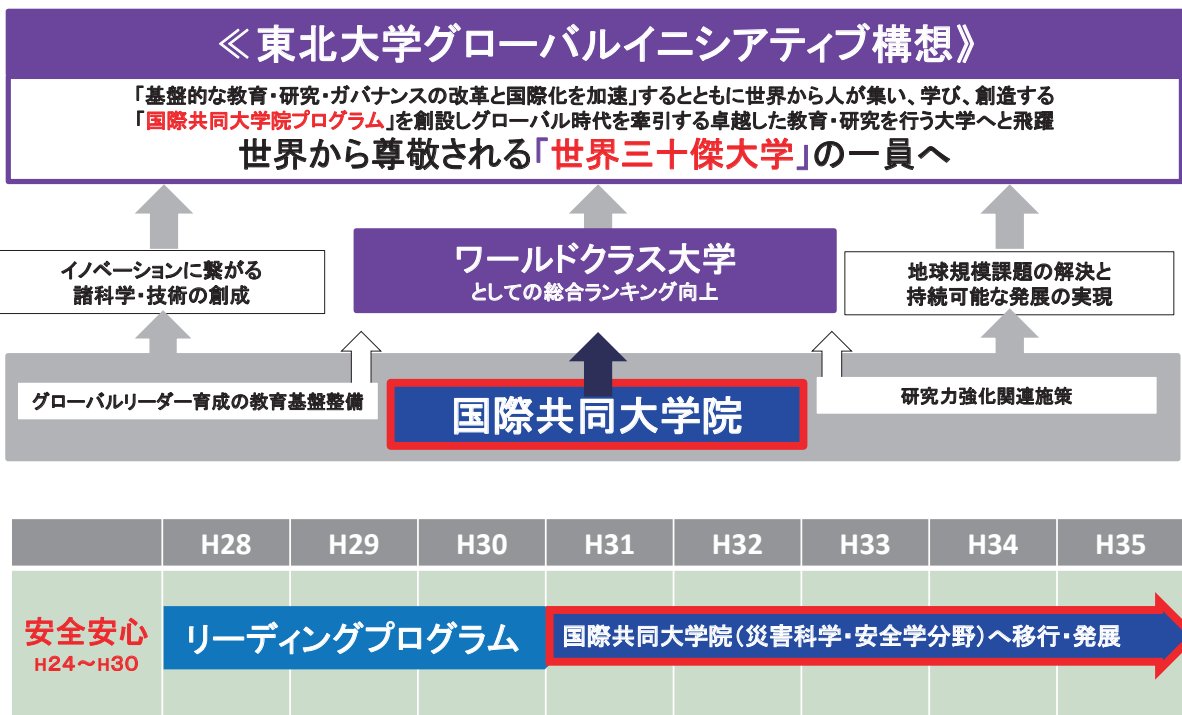 ≪東北大学グローバルイニシアティブ構想》
｢基盤的な教育･研究･ガバナンスの改革と国際化を加速｣するとともに世界から人が集い、学び、創造する
｢国際共同大学院プログラム｣を創設しグローバル時代を牽引する卓越した教育･研究を行う大学へと飛躍
世界から尊敬される｢世界三十傑大学｣の一員へ
イノベーションに繋がる
諸科学･技術の創成
ワールドクラス大学
としての総合ランキング向上
地球規模課題の解決と
持続可能な発展の実現
グローバルリーダー育成の教育基盤整備
国際共同大学院
研究力強化関連施策
H28 H29 H30 H31 H32 H33 H34 H35
安全安心
H24～H30
リーディングプログラム
国際共同大学院(災害科学･安全学分野)へ移行･発展